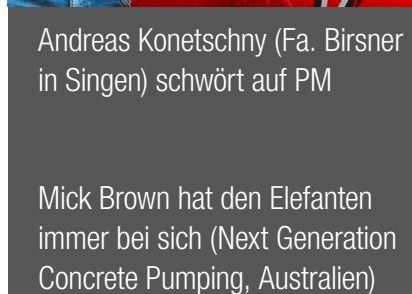 Andreas Konetschny (Fa. Birsner
in Singen) schwört auf PM
Mick Brown hat den Elefanten
immer bei sich (Next Generation
Concrete Pumping, Australien)